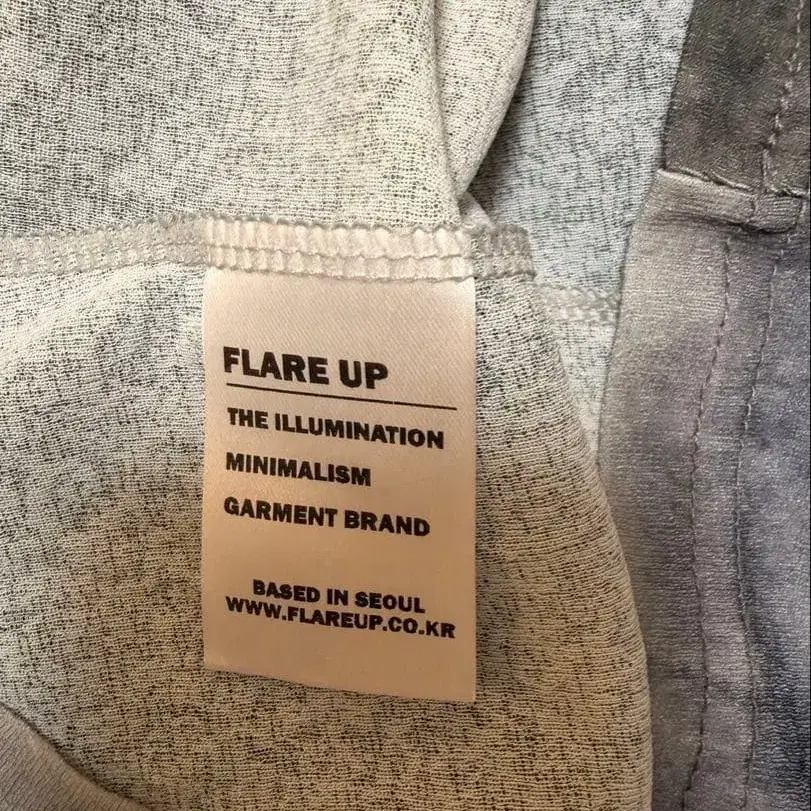 FLARE UP
THE ILLUMINATION
MINIMALISM
GARMENT BRAND
BASED IN SEOUL
WWW.FLAREUP.CO.KR